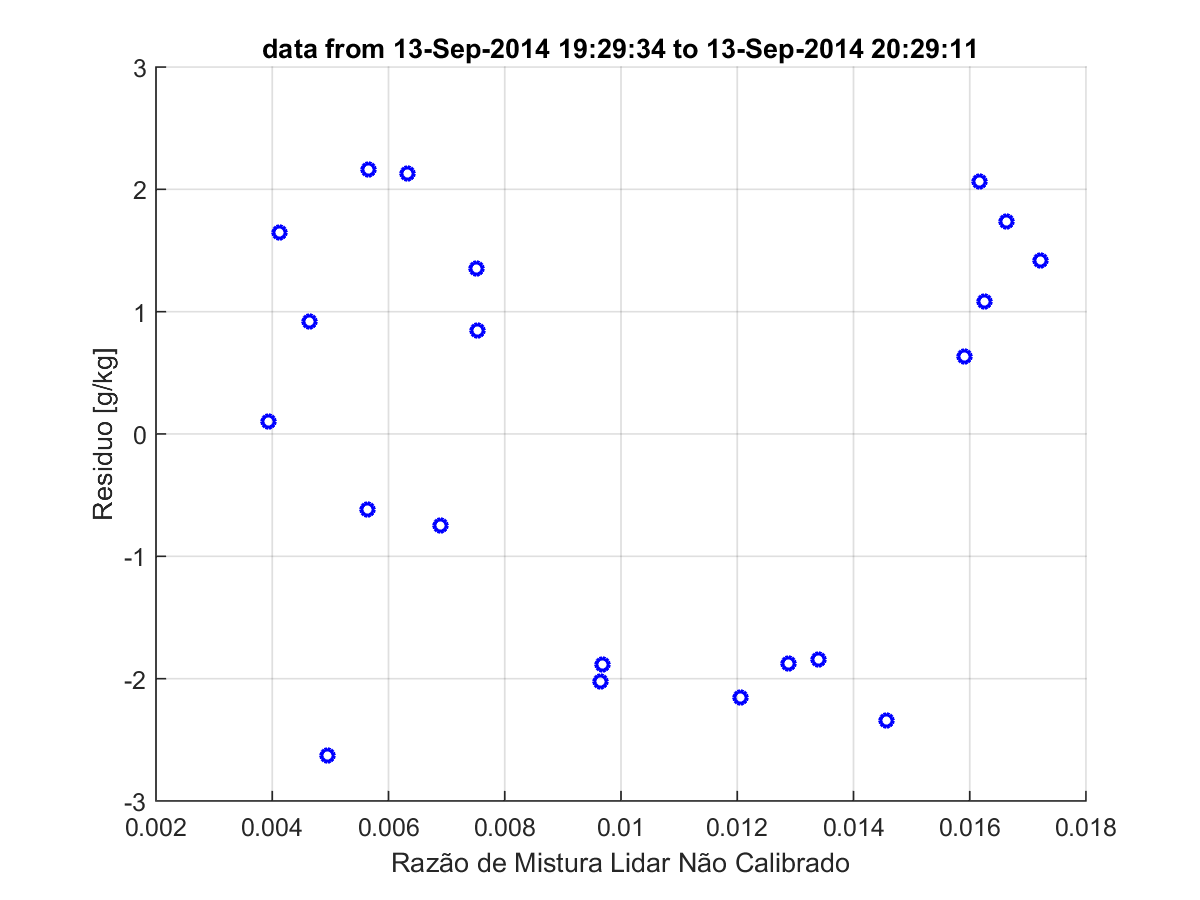 data from 13-Sep-2014 19:29:34 to 13-Sep-2014 20:29:11
3
2
1
0
-1
-2
-3
Residuo [g/kg]
0.002 0.004 0.006 0.008 0.01 0.012 0.014 0.016 0.018
Razão de Mistura Lidar Não Calibrado